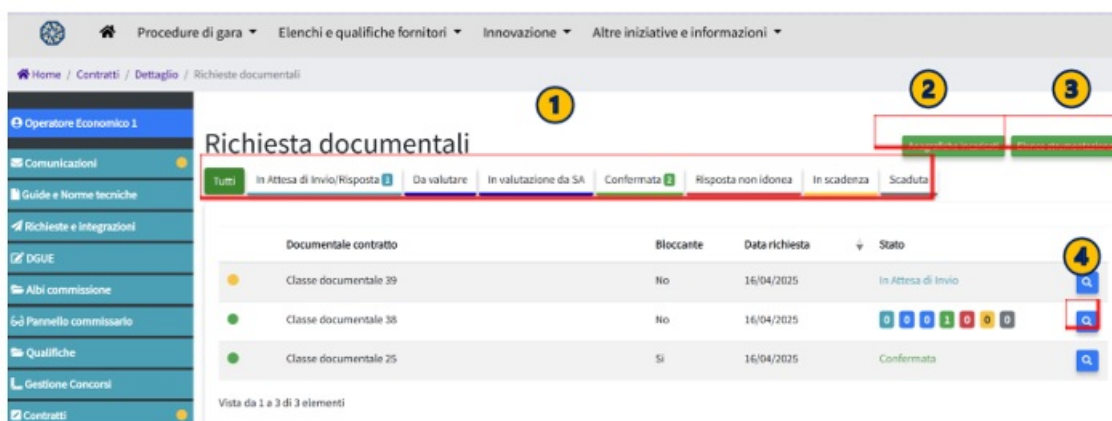 Procedure di gara Elenchi e qualifiche fornitori Innovazione Altre iniziative e informazioni
Home / Contratti / Dettaglio / Richieste documentali
1
2
3
Operatore Economico 1
Richiesta documentali
Comunicazioni
Tutti In Attesa di Invio/Risposta 1 Da valutare In valutazione da SA Confermata 2 Risposta non idonea In scadenza Scaduta
Guide e Norme tecniche
Richieste e integrazioni
Documentale contratto Bloccante Data richiesta Stato
DGUE
4
Classe documentale 39 No 16/04/2025 In Attesa di Invio
Albi commissione
Pannello commissario
Classe documentale 38 No 16/04/2025 0 0 0 1 0 0 0
Qualifiche
Classe documentale 25 Si 16/04/2025 Confermata
Gestione Concorsi
Vista da 1 a 3 di 3 elementi
Contratti